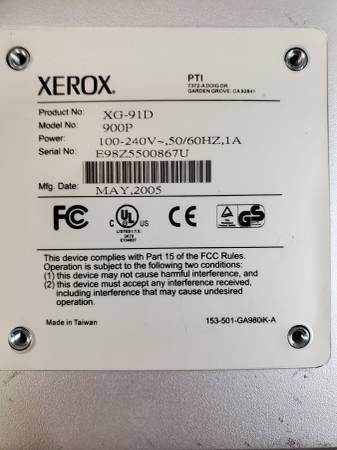 XEROX®
PTI
7372-A DOIG DR.
GARDEN GROVE, CA 92841
Product No: XG-91D
Model No: 900P
Power: 100-240V~,50/60HZ,1A
Serial No: E98Z5500867U
Mfg. Date:
MAY,2005
FC
C UL US
LISTED I.T.E.
CE
GS
This device complies with Part 15 of the FCC Rules.
Operation is subject to the following two conditions:
(1) this device may not cause harmful interference, and
(2) this device must accept any interference received,
including interference that may cause undesired
operation.
Made in Taiwan
153-501-GA980iK-A